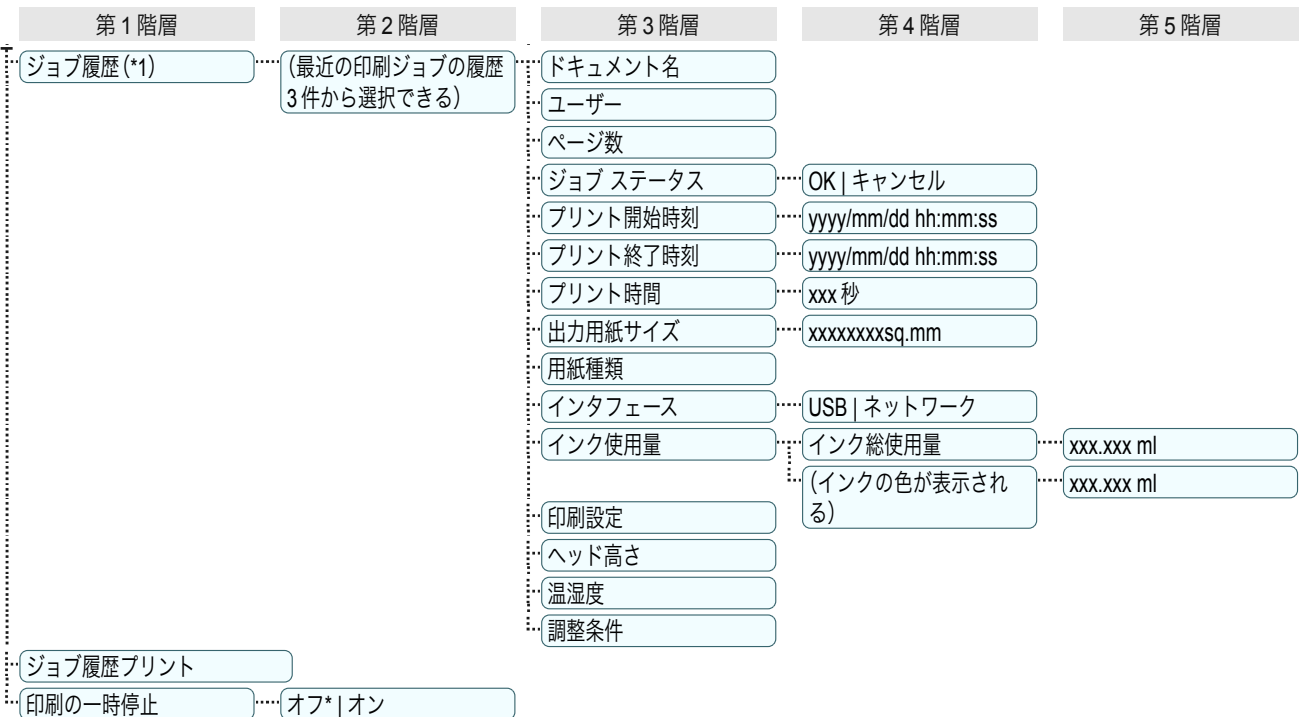 第 1 階層 第 2 階層 第 3 階層 第 4 階層 第 5 階層
ジョブ履歴 (*1) (最近の印刷ジョブの履歴 ドキュメント名
3 件から選択できる) ユーザー
ページ数
ジョブ ステータス OK | キャンセル
プリント開始時刻 yyyy/mm/dd hh:mm:ss
プリント終了時刻 yyyy/mm/dd hh:mm:ss
プリント時間 xxx 秒
出力用紙サイズ xxxxxxxxsq.mm
用紙種類
インタフェース USB | ネットワーク
インク使用量 インク総使用量 xxx.xxx ml
(インクの色が表示され xxx.xxx ml
る)
印刷設定
ヘッド高さ
温湿度
調整条件
ジョブ履歴プリント
印刷の一時停止 オフ* | オン